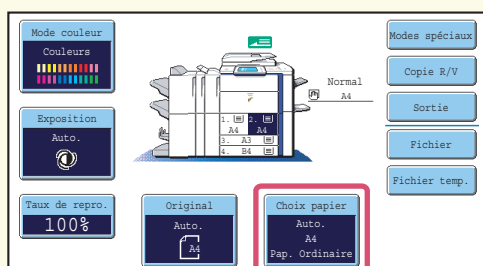 Mode couleur
Couleurs
Exposition
Auto.
Taux de repro.
100%
Normal
A4
1.
A4
2.
A4
3. A3
4. B4
Original
Auto.
A4
Choix papier
Auto.
A4
Pap. Ordinaire
Modes spéciaux
Copie R/V
Sortie
Fichier
Fichier temp.